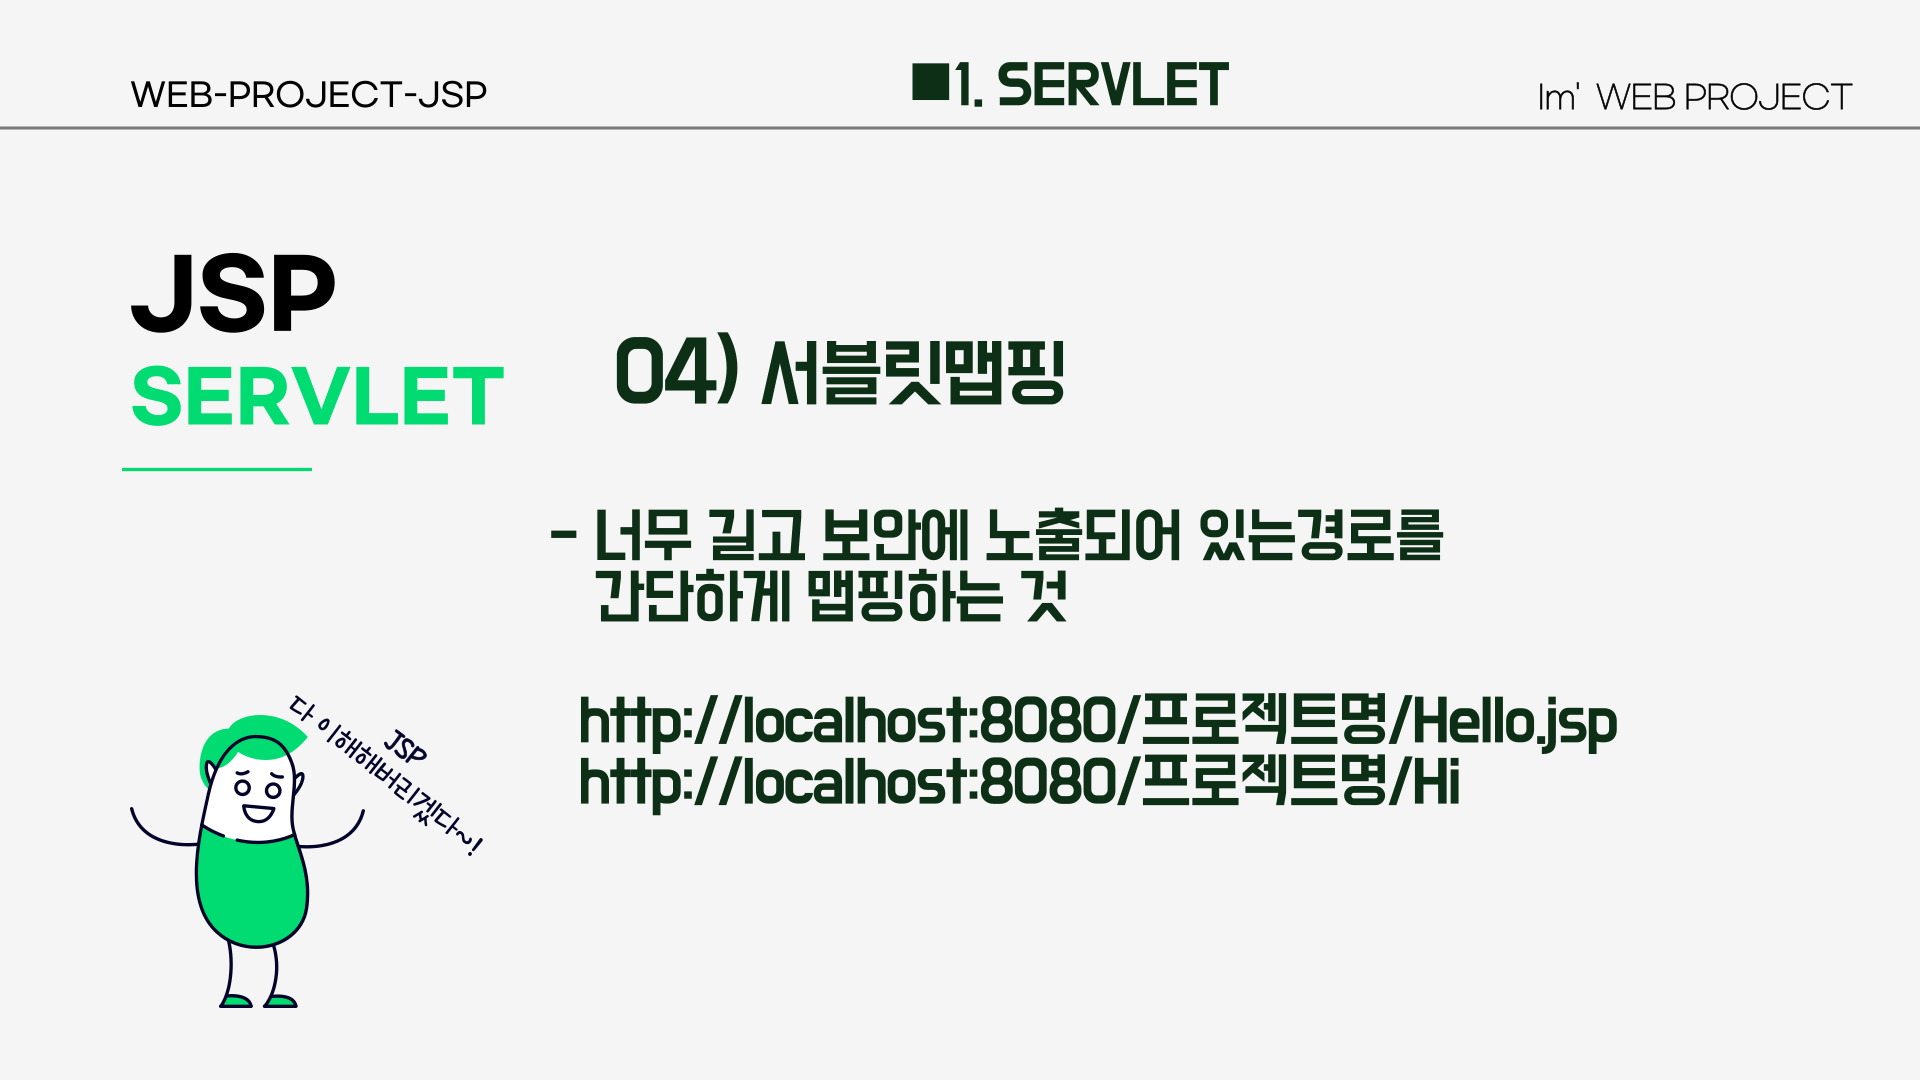 WEB-PROJECT-JSP
■1. SERVLET
Im' WEB PROJECT
JSP
SERVLET
04) 서블릿맵핑
- 너무 길고 보안에 노출되어 있는경로를
간단하게 맵핑하는 것
http://localhost:8080/프로젝트명/Hello.jsp
http://localhost:8080/프로젝트명/Hi
JSP
다 이해해버리겠다~!